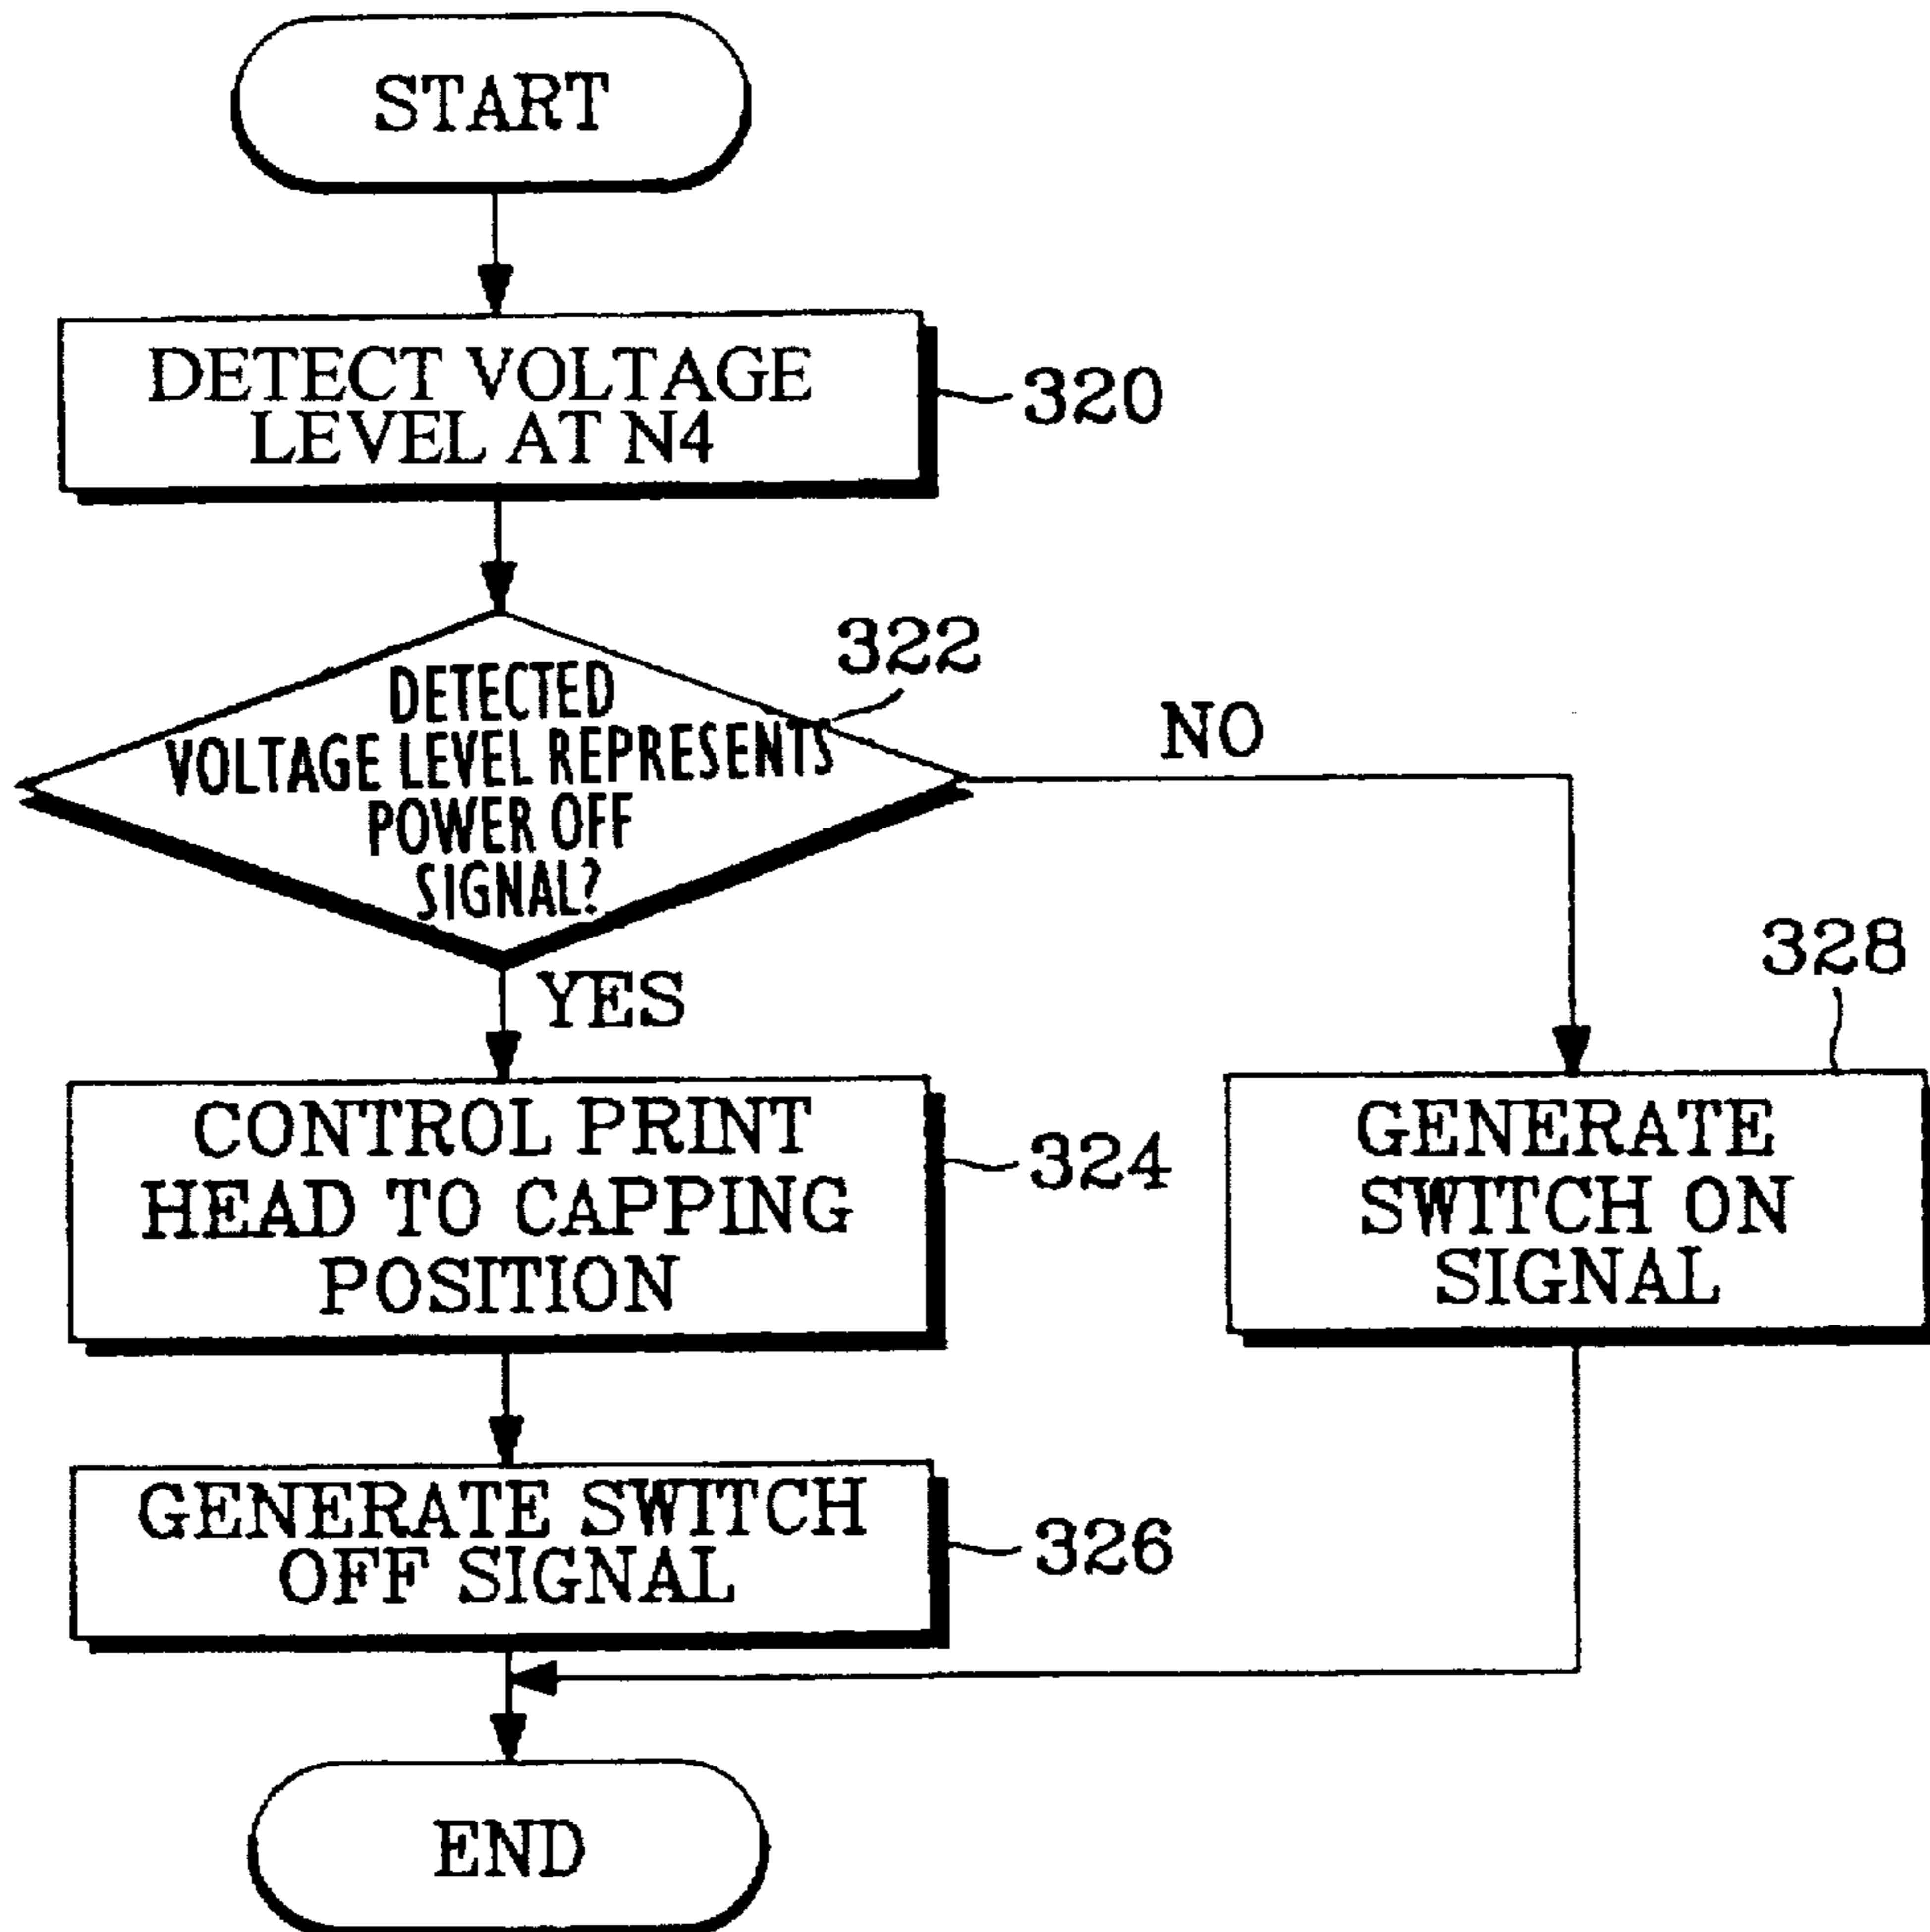 START
DETECT VOLTAGE
LEVEL AT N4
320
322
DETECTED
VOLTAGE LEVEL REPRESENTS
POWER OFF
SIGNAL?
NO
YES
328
CONTROL PRINT
HEAD TO CAPPING
POSITION
324
GENERATE
SWITCH ON
SIGNAL
GENERATE SWITCH
OFF SIGNAL
326
END